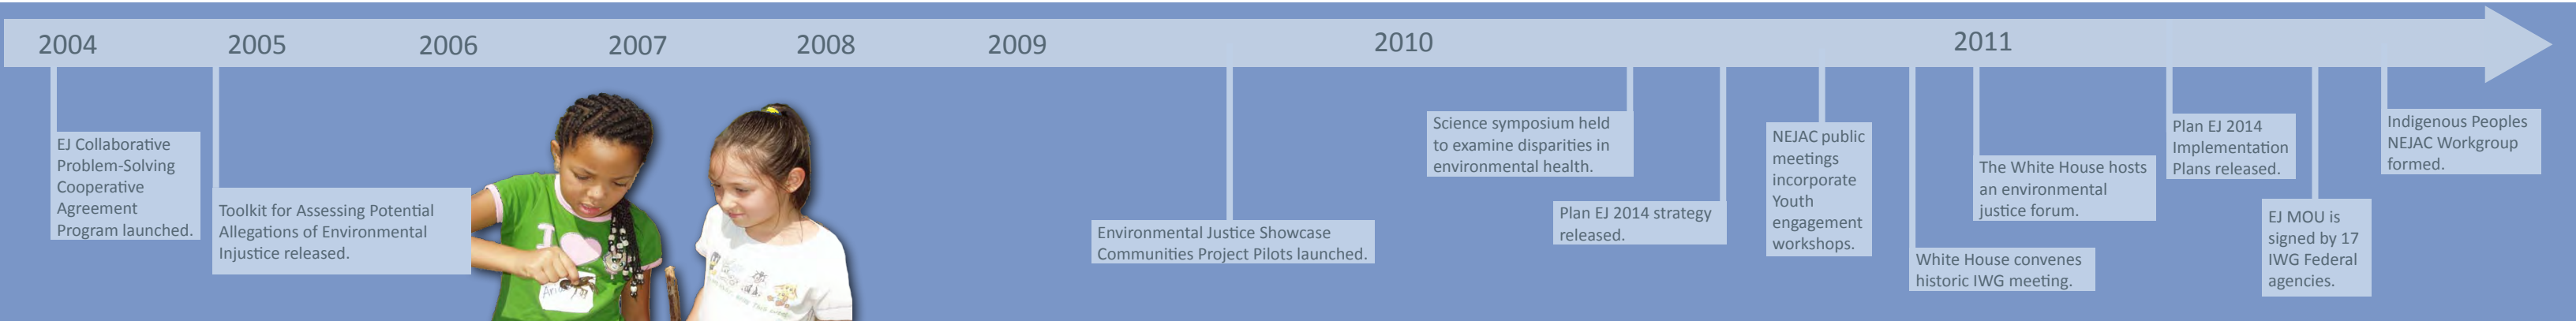 2004 2005 2006 2007 2008 2009 2010 2011
EJ Collaborative
Problem-Solving
Cooperative
Agreement
Program launched.
Toolkit for Assessing Potential
Allegations of Environmental
Injustice released.
I
Environmental Justice Showcase
Communities Project Pilots launched.
Science symposium held
to examine disparities in
environmental health.
Plan EJ 2014 strategy
released.
NEJAC public
meetings
incorporate
Youth
engagement
workshops.
White House convenes
historic IWG meeting.
The White House hosts
an environmental
justice forum.
Plan EJ 2014
Implementation
Plans released.
EJ MOU is
signed by 17
IWG Federal
agencies.
Indigenous Peoples
NEJAC Workgroup
formed.